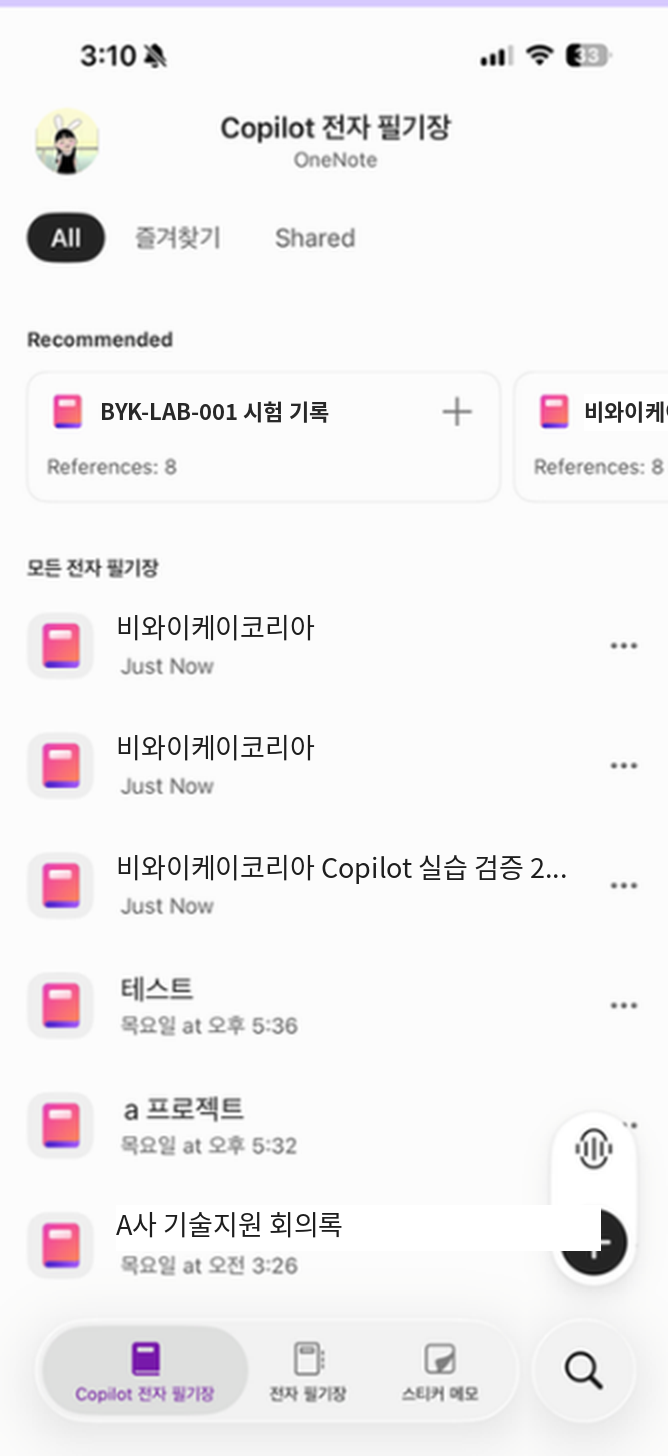 3:10
33
Copilot 전자 필기장
OneNote
All 즐겨찾기 Shared
Recommended
BYK-LAB-001 시험 기록
References: 8
비와이케이
References: 8
모든 전자 필기장
비와이케이코리아
Just Now
비와이케이코리아
Just Now
비와이케이코리아 Copilot 실습 검증 2...
Just Now
테스트
목요일 at 오후 5:36
a 프로젝트
목요일 at 오후 5:32
A사 기술지원 회의록
목요일 at 오전 3:26
Copilot 전자 필기장 전자 필기장 스티커 메모